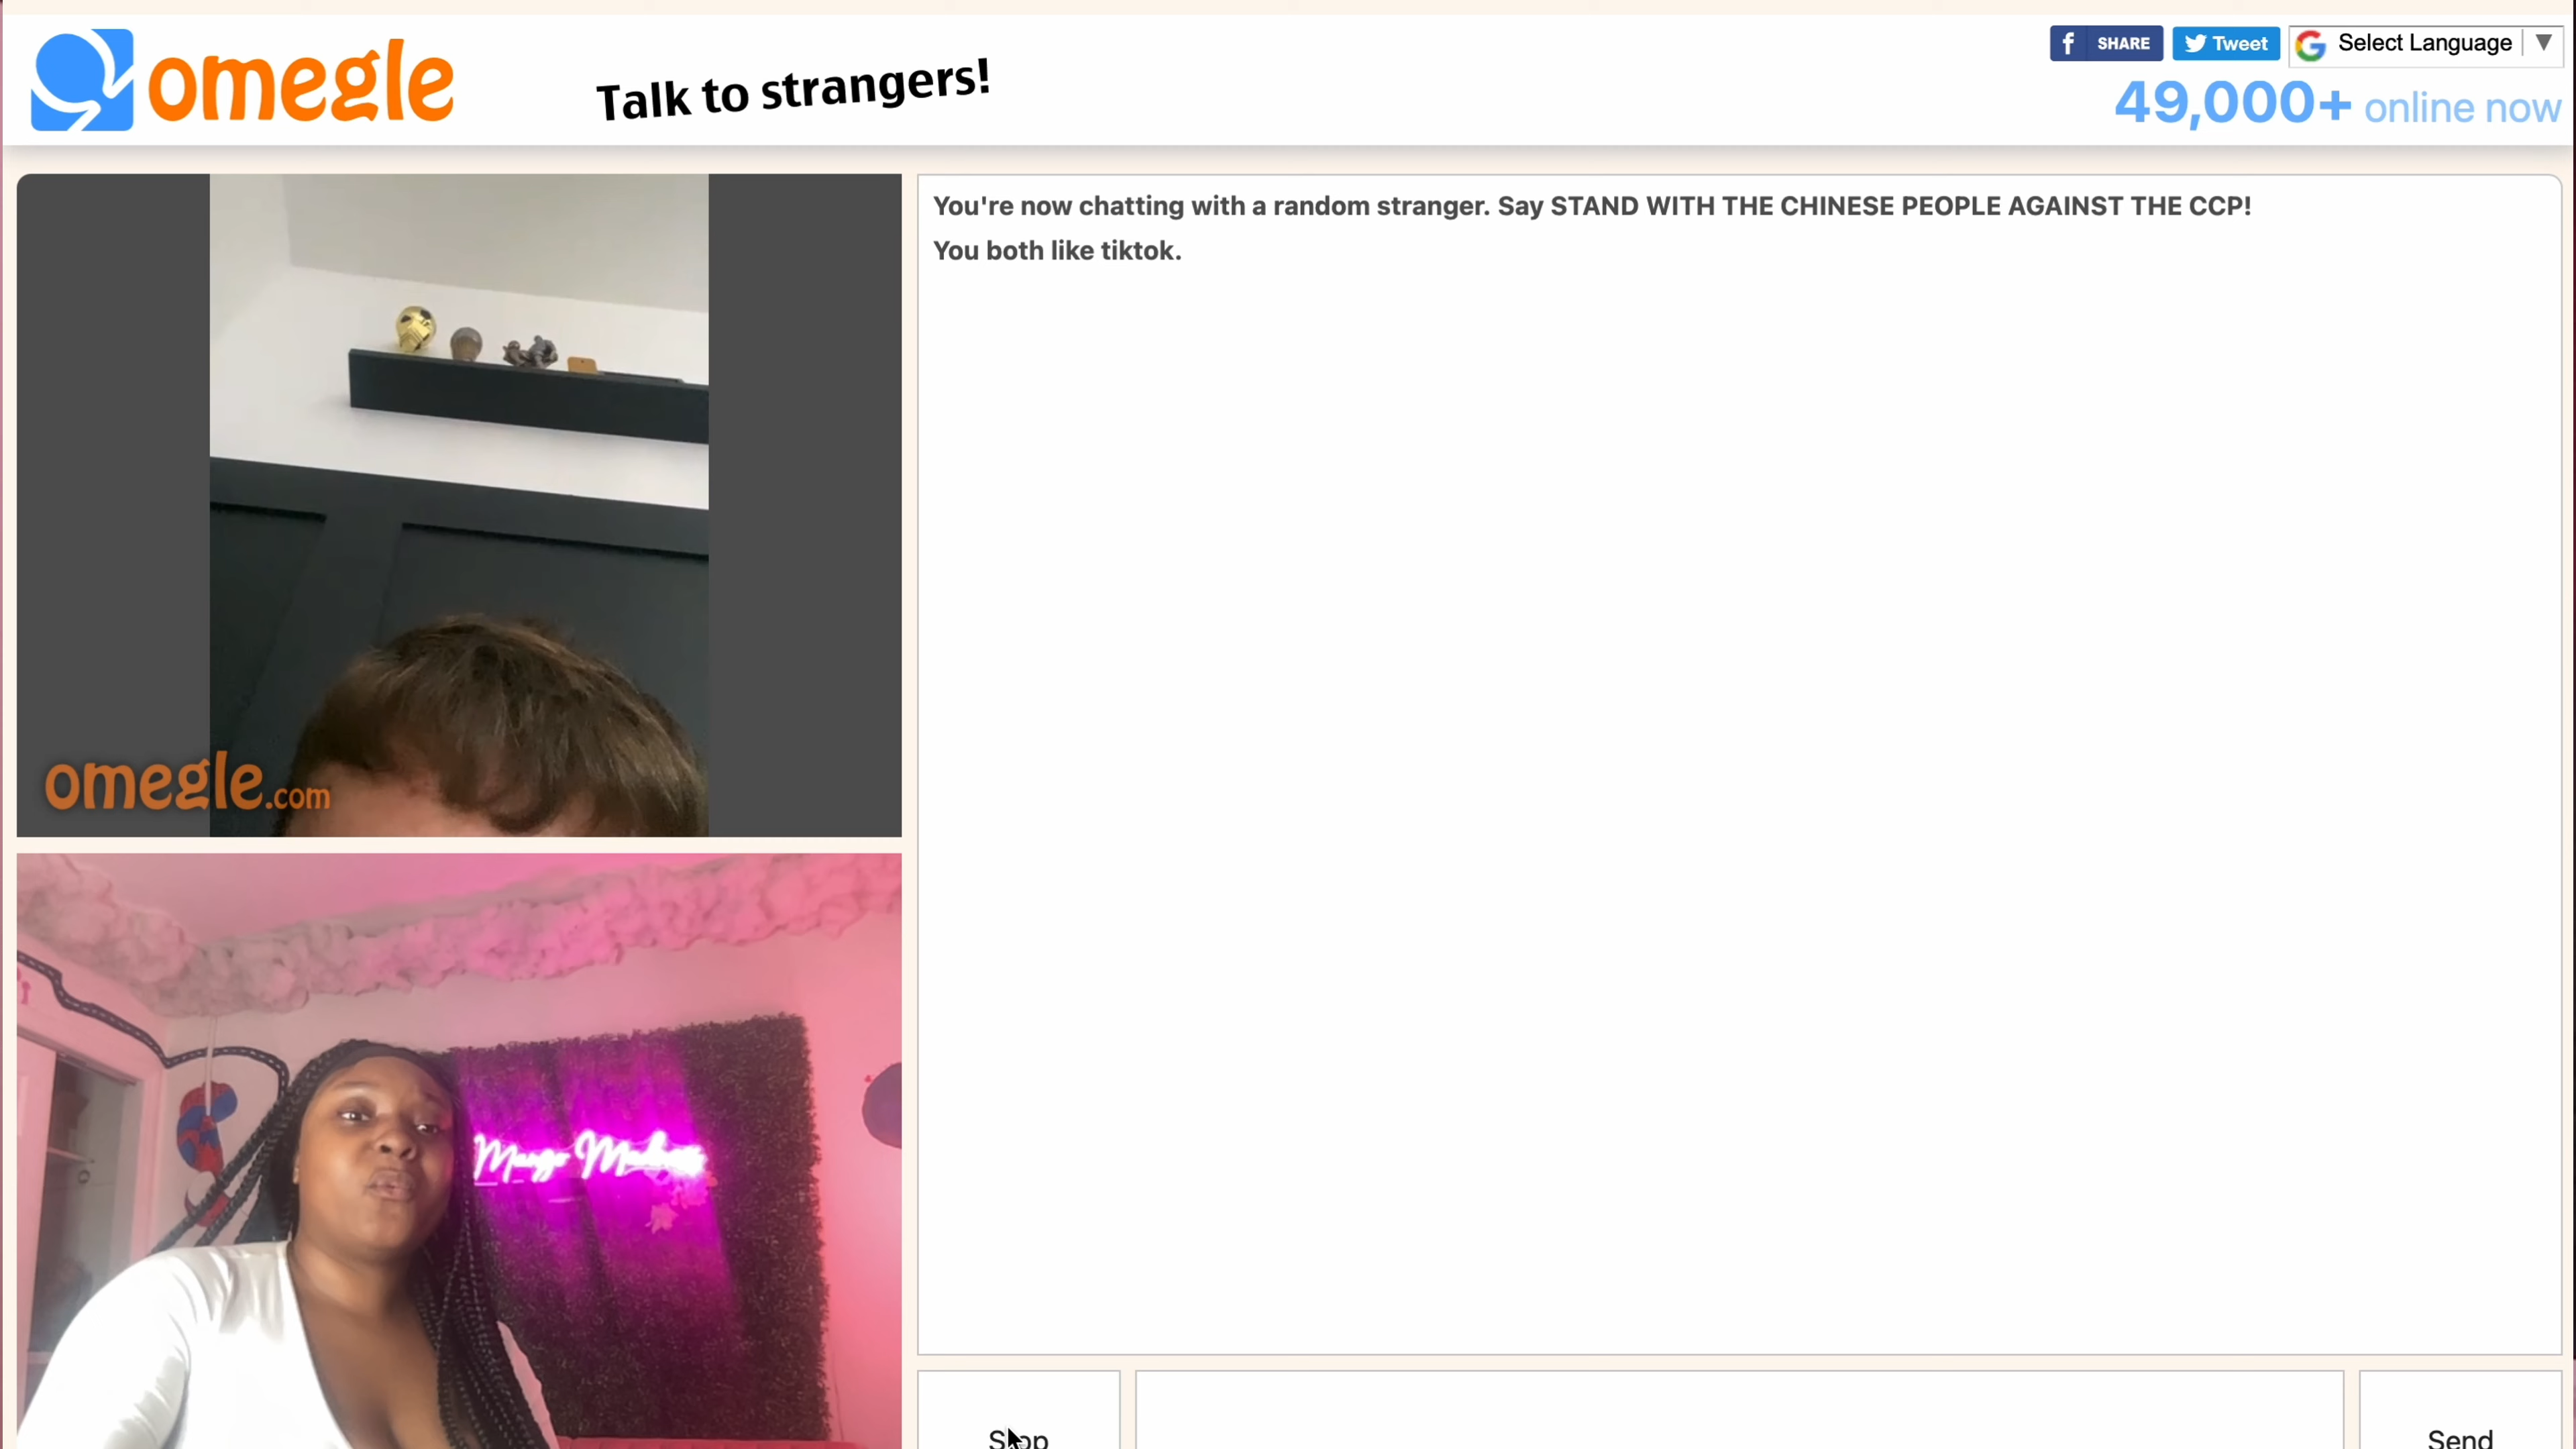 omegle
Talk to strangers!
SHARE
Tweet
Select Language
49,000+ online now
You're now chatting with a random stranger. Say STAND WITH THE CHINESE PEOPLE AGAINST THE CCP!
You both like tiktok.
omegle.com
Stop
Send